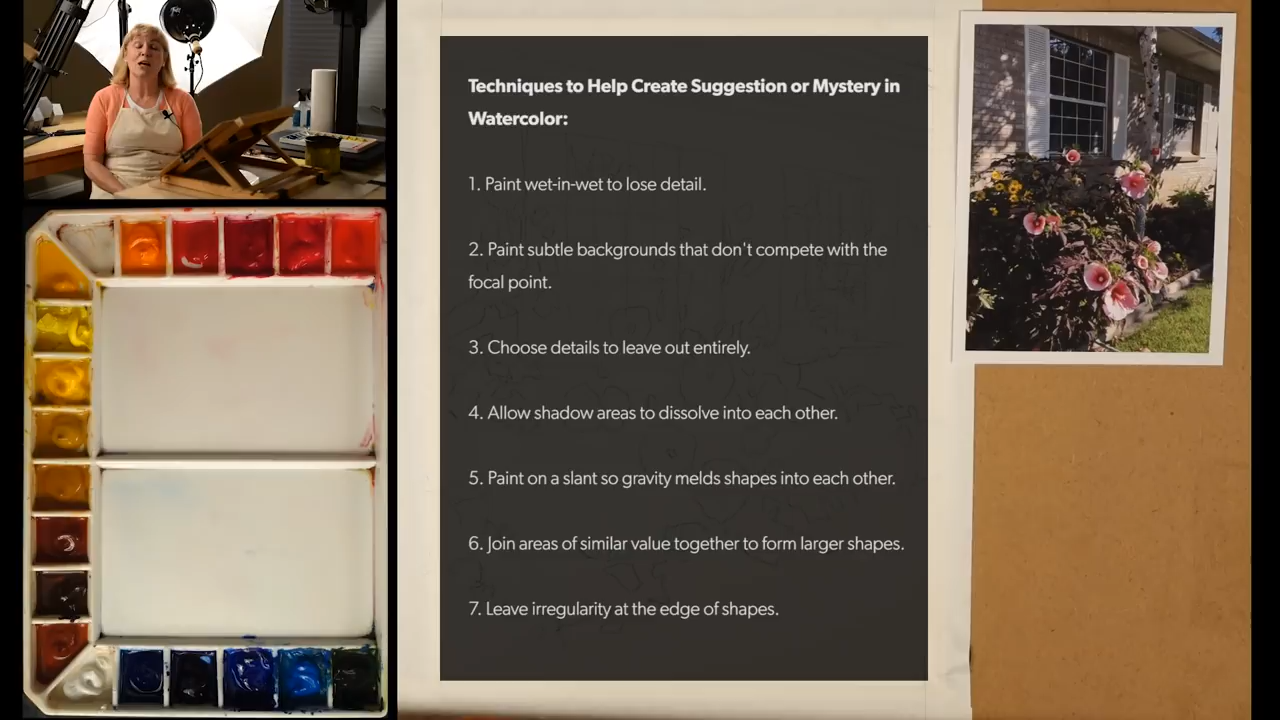 Techniques to Help Create Suggestion or Mystery in
Watercolor:
1. Paint wet-in-wet to lose detail.
2. Paint subtle backgrounds that don't compete with the
focal point.
3. Choose details to leave out entirely.
4. Allow shadow areas to dissolve into each other.
5. Paint on a slant so gravity melds shapes into each other.
6. Join areas of similar value together to form larger shapes.
7. Leave irregularity at the edge of shapes.